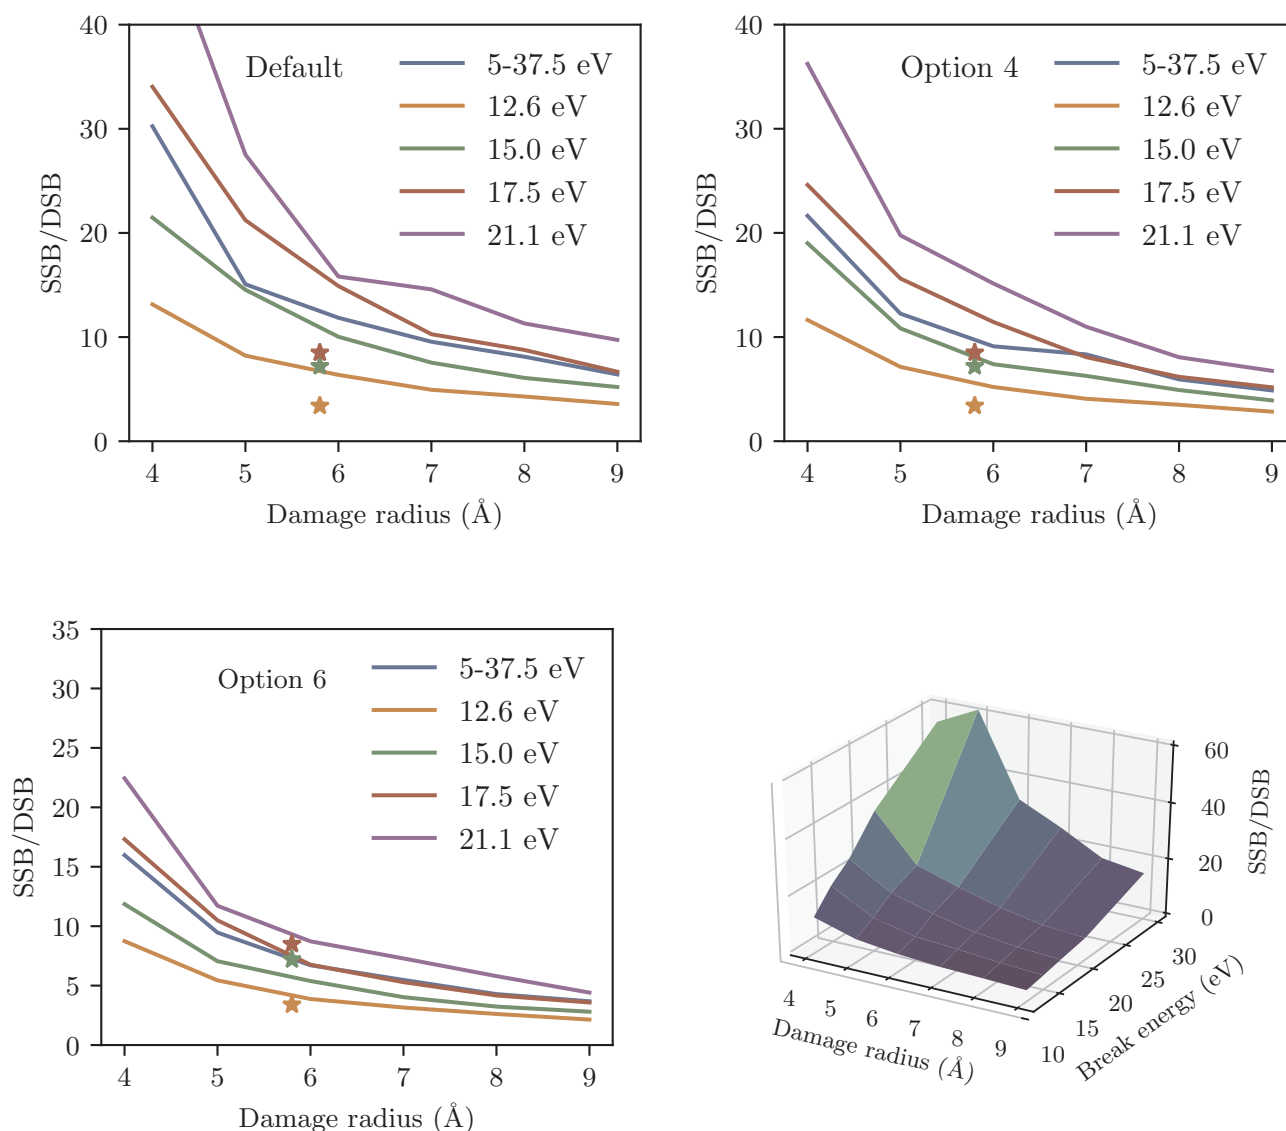 Default
5-37.5 eV
12.6 eV
15.0 eV
17.5 eV
21.1 eV
SSB/DSB
40
30
20
10
0
4 5 6 7 8 9
Damage radius (Å)
Option 4
5-37.5 eV
12.6 eV
15.0 eV
17.5 eV
21.1 eV
SSB/DSB
40
30
20
10
0
4 5 6 7 8 9
Damage radius (Å)
Option 6
5-37.5 eV
12.6 eV
15.0 eV
17.5 eV
21.1 eV
SSB/DSB
35
30
25
20
15
10
5
0
4 5 6 7 8 9
Damage radius (Å)
60
40
20
0
SSB/DSB
4 5 6 7 8 9
Damage radius (Å)
10 15 20 25 30
Break energy (eV)